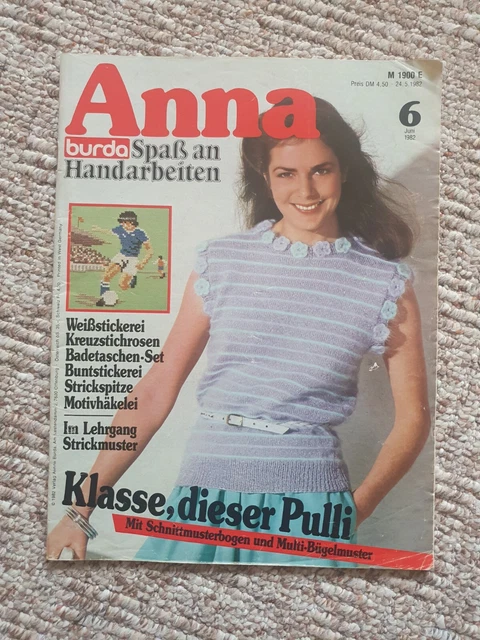 Anna
M 1900 E
Preis DM 4.50 24.5.1982
6
Juni
1982
burda Spaß an
Handarbeiten
Weißstickerei
Kreuzstichrosen
Badetaschen-Set
Buntstickerei
Strickspitze
Motivhäkelei
Im Lehrgang
Strickmuster
Klasse, dieser Pulli
Mit Schnittmusterbogen und Multi-Bügelmuster